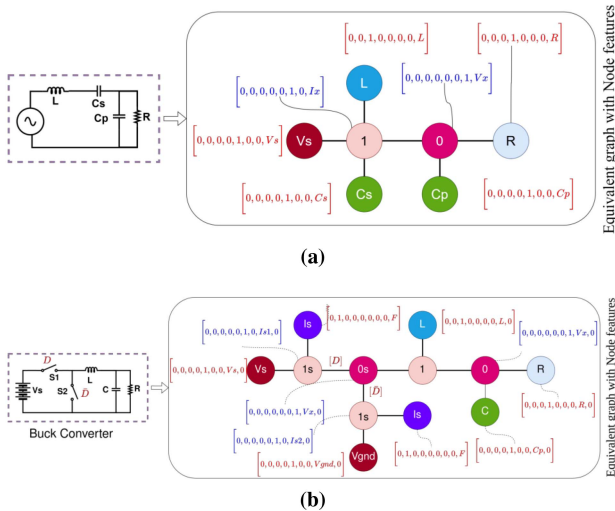 [0, 0, 1, 0, 0, 0, 0, L]
[0, 0, 0, 1, 0, 0, 0, R]
[0, 0, 0, 0, 0, 1, 0, Ix]
[0, 0, 0, 0, 0, 0, 1, Vx]
L
Cs
Cp
R
L
[0, 0, 0, 0, 1, 0, 0, Vs]
Vs
1
0
R
[0, 0, 0, 0, 1, 0, 0, Cs]
Cs
Cp
[0, 0, 0, 0, 1, 0, 0, Cp]
Equivalent graph with Node features
(a)
Is
[0, 1, 0, 0, 0, 0, 0, 0, F]
[0, 0, 0, 0, 0, 1, 0, Is1, 0]
L
[0, 0, 1, 0, 0, 0, 0, L, 0]
[0, 0, 0, 0, 0, 0, 1, Vx, 0]
D
S1
L
Vs
S2
D̄
C
R
Buck Converter
[0, 0, 0, 0, 1, 0, 0, Vs, 0]
Vs
1s
[D]
0s
1
0
R
[D̄]
[0, 0, 0, 1, 0, 0, 0, R, 0]
[0, 0, 0, 0, 0, 0, 1, Vx, 0]
1s
Is
C
[0, 0, 0, 0, 0, 1, 0, Is2, 0]
[0, 0, 0, 0, 1, 0, 0, Vgnd, 0]
Vgnd
[0, 1, 0, 0, 0, 0, 0, 0, F]
[0, 0, 0, 0, 1, 0, 0, Cp, 0]
Equivalent graph with Node features
(b)